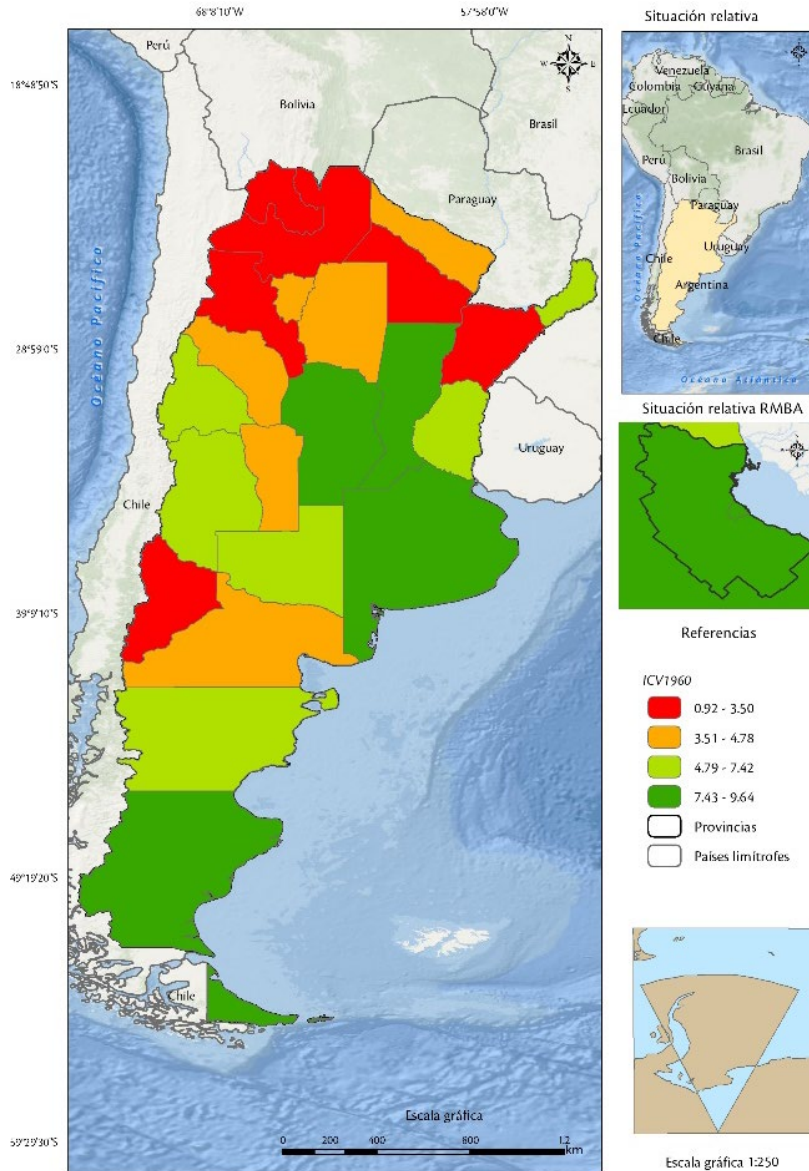 68°8'10"W
57°58'0"W
N
W
E
S
Perú
Bolivia
Brasil
Paraguay
Uruguay
Chile
Chile
Océano Pacífico
18°48'50"S
28°59'0"S
39°9'10"S
49°19'20"S
59°29'30"S
Escala gráfica
0
200
400
800
1.2
km
Situación relativa
Venezuela
Colombia
Guyana
Ecuador
Perú
Brasil
Bolivia
Paraguay
Chile
Uruguay
Argentina
Chile
Océano Pacífico
Océano Atlántico
Situación relativa RMBA
Referencias
ICV1960
0.92 - 3.50
3.51 - 4.78
4.79 - 7.42
7.43 - 9.64
Provincias
Países limítrofes
Escala gráfica 1:250